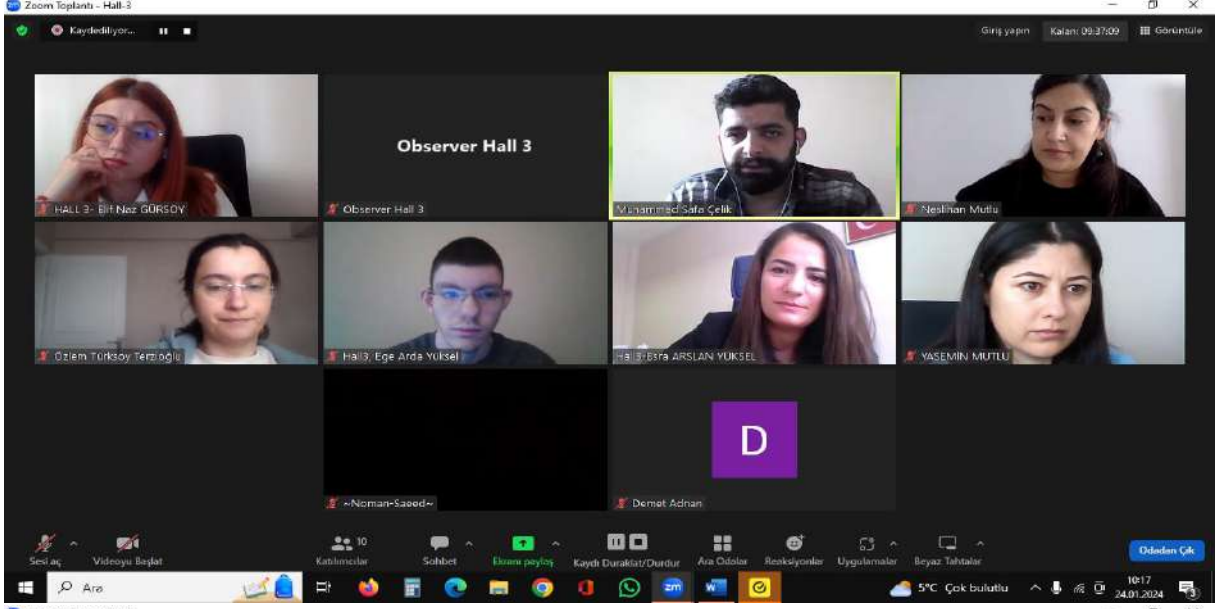 Zoom Toplantı - Hall-3
Kaydediliyor...
Giriş yapın
Kalan: 09:37:09
Görüntüle
HALL 3- Elif Naz GÜRSOY
Observer Hall 3
Observer Hall 3
Muhammed Safa Çelik
Neslihan Mutlu
Özlem Türksoy Terzioğlu
Hall3, Ege Arda Yüksel
Hall3-Esra ARSLAN YÜKSEL
YASEMİN MUTLU
~Noman-Saeed~
D
Demet Adnan
Sesi aç
Videoyu Başlat
10
Katılımcılar
Sohbet
Ekranı paylaş
Kaydı Duraklat/Durdur
Ara Odalar
Reaksiyonlar
Uygulamalar
Beyaz Tahtalar
Odadan Çık
Ara
5°C Çok bulutlu
10:17
24.01.2024
3